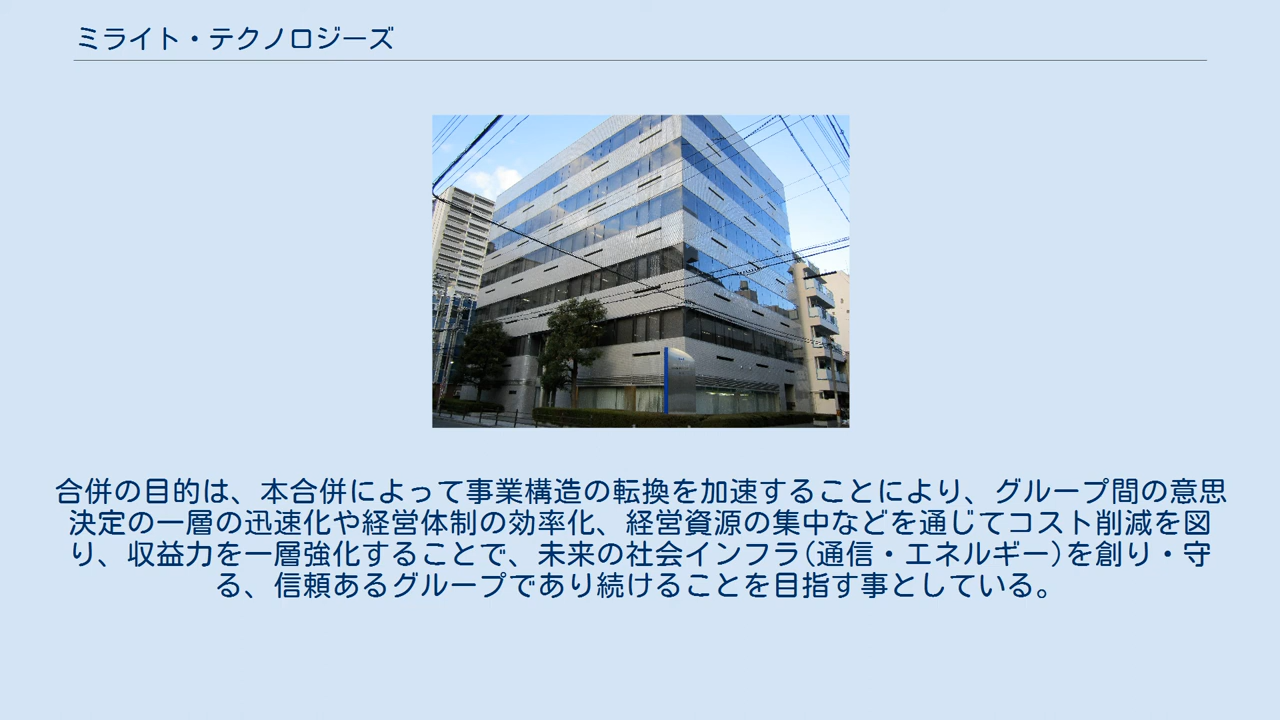 ミライト・テクノロジーズ
合併の目的は、本合併によって事業構造の転換を加速することにより、グループ間の意思
決定の一層の迅速化や経営体制の効率化、経営資源の集中などを通じてコスト削減を図
り、収益力を一層強化することで、未来の社会インフラ(通信・エネルギー)を創り・守
る、信頼あるグループであり続けることを目指す事としている。